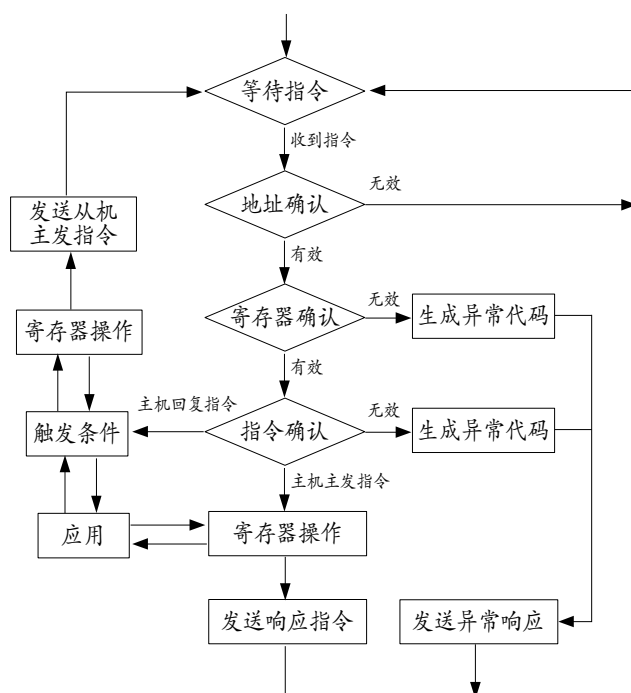 等待指令
收到指令
地址确认
无效
发送从机
主发指令
有效
寄存器操作
寄存器确认
无效
生成异常代码
有效
主机回复指令
触发条件
指令确认
无效
生成异常代码
主机主发指令
应用
寄存器操作
发送响应指令
发送异常响应